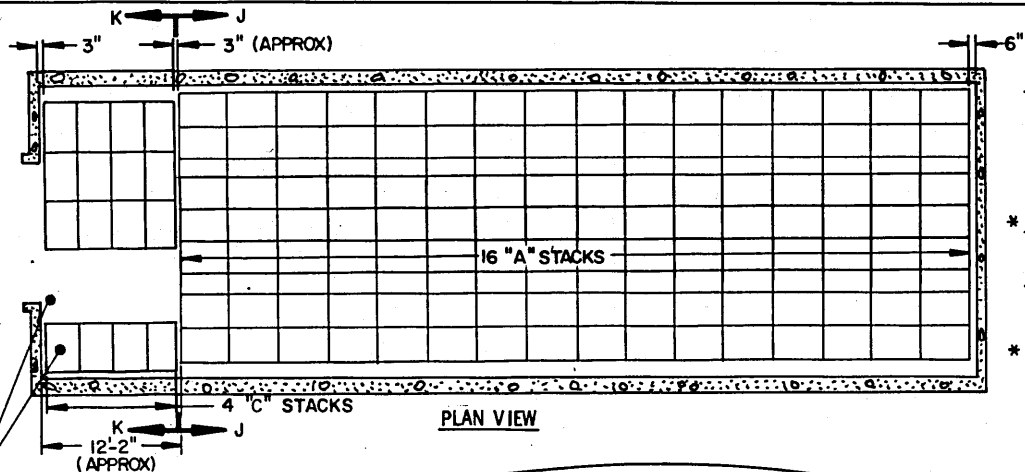 K J
3" 3" (APPROX) 6"
*
16 "A" STACKS
*
4 "C" STACKS
PLAN VIEW
K J
12'-2"
(APPROX)